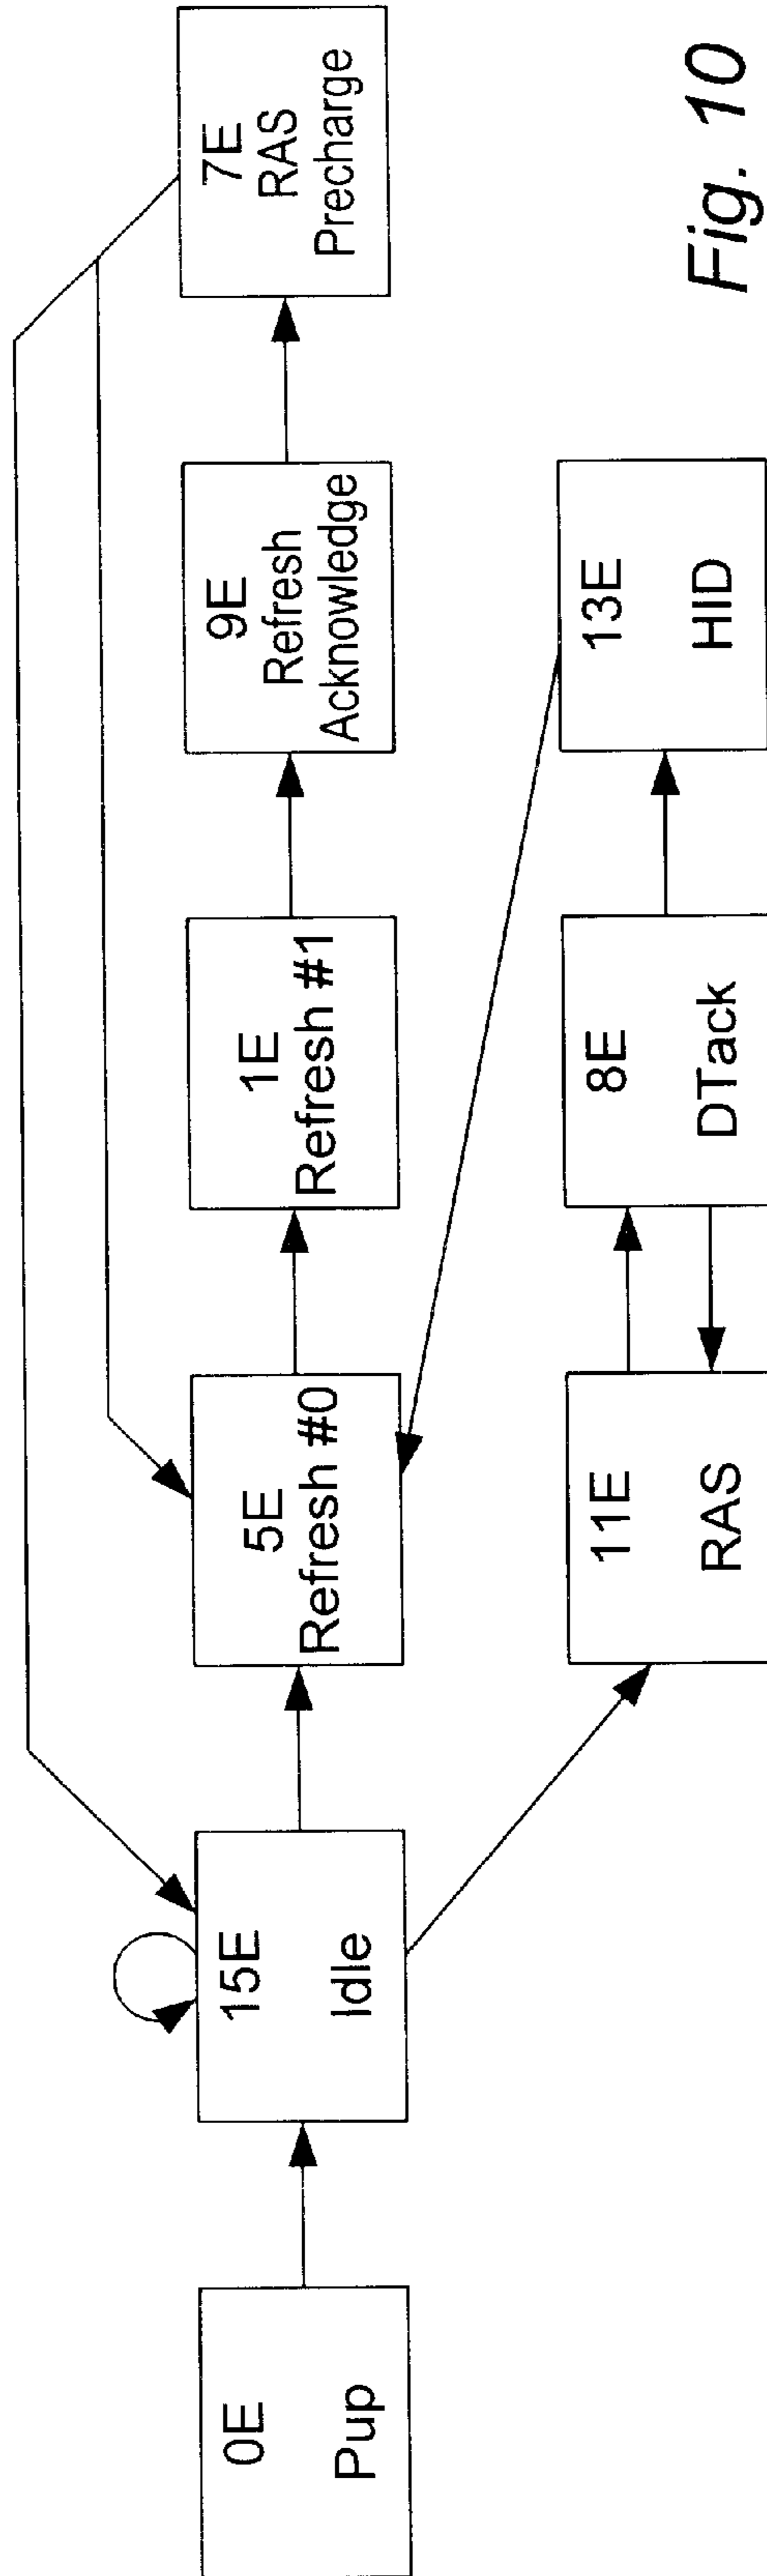 0E
Pup
15E
Idle
5E
Refresh #0
1E
Refresh #1
9E
Refresh
Acknowledge
7E
RAS
Precharge
11E
RAS
8E
DTack
13E
HID
Fig. 10